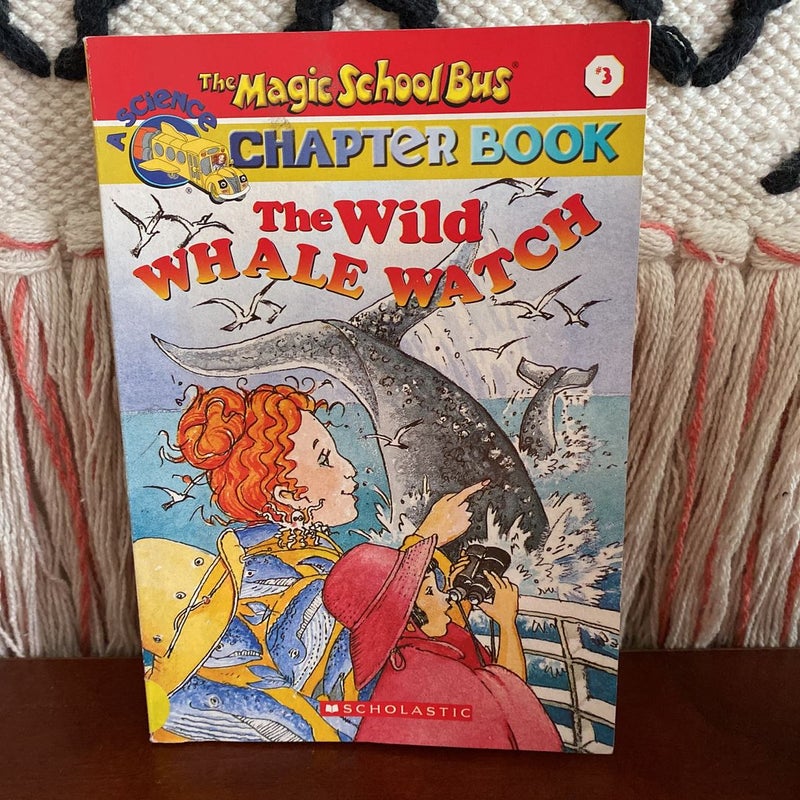 The Magic School Bus®
#3
A SCIENCE
CHAPTER BOOK
®
The Wild
WHALE WATCH
SCHOLASTIC